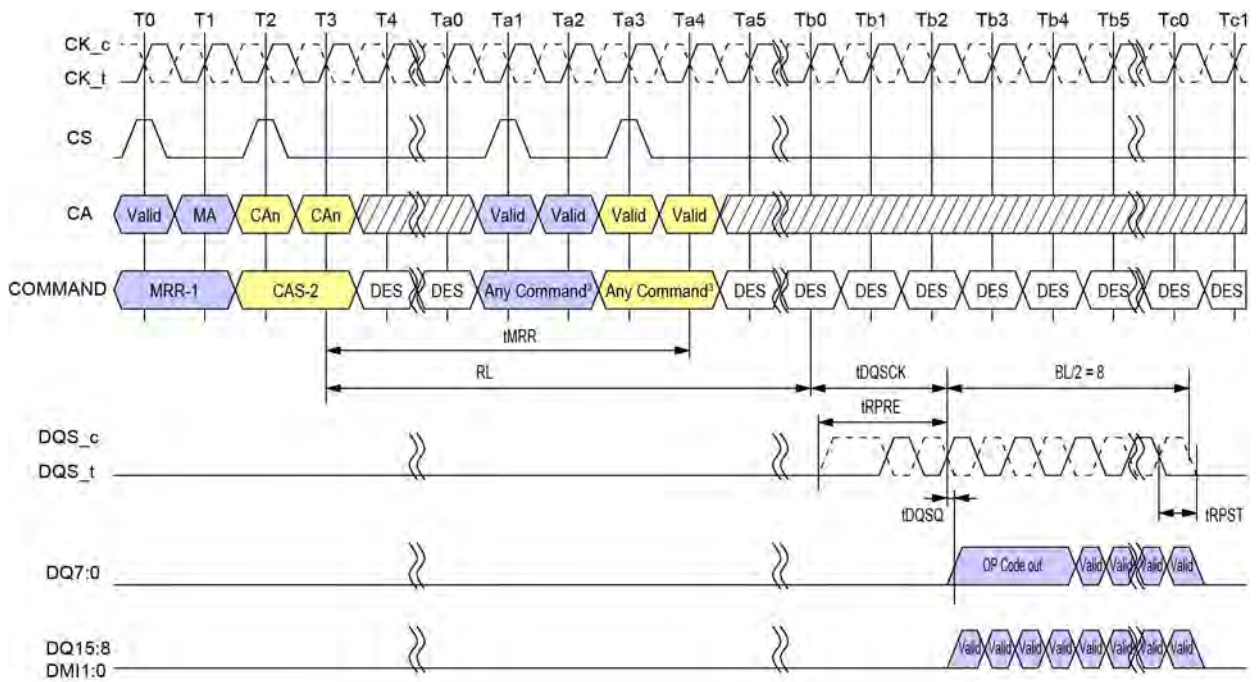 T0 T1 T2 T3 T4 Ta0 Ta1 Ta2 Ta3 Ta4 Ta5 Tb0 Tb1 Tb2 Tb3 Tb4 Tb5 Tc0 Tc1
CK_c
CK_t
CS
CA Valid MA CAn CAn Valid Valid Valid Valid
COMMAND MRR-1 CAS-2 DES DES Any Command³ Any Command³ DES DES DES DES DES DES DES DES DES
tMRR
RL tDQSCK BL/2 = 8
tRPRE
DQS_c
DQS_t
tDQSQ tRPST
DQ7:0 OP Code out Valid Valid Valid Valid
DQ15:8 Valid Valid Valid Valid Valid Valid Valid Valid
DMI1:0